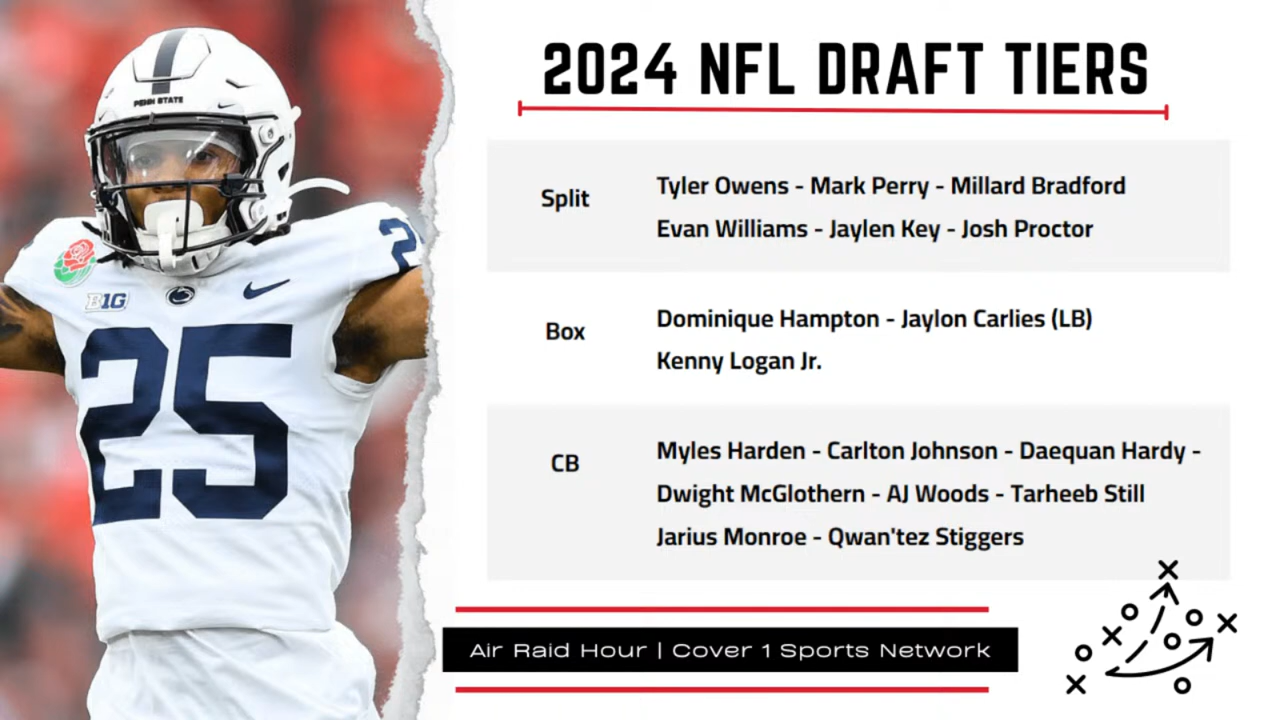 2024 NFL DRAFT TIERS
Split
Tyler Owens - Mark Perry - Millard Bradford
Evan Williams - Jaylen Key - Josh Proctor
Box
Dominique Hampton - Jaylon Carlies (LB)
Kenny Logan Jr.
CB
Myles Harden - Carlton Johnson - Daequan Hardy -
Dwight McGlothern - AJ Woods - Tarheeb Still
Jarius Monroe - Qwan'tez Stiggers
Air Raid Hour | Cover 1 Sports Network
PENN STATE
2
B1G
25